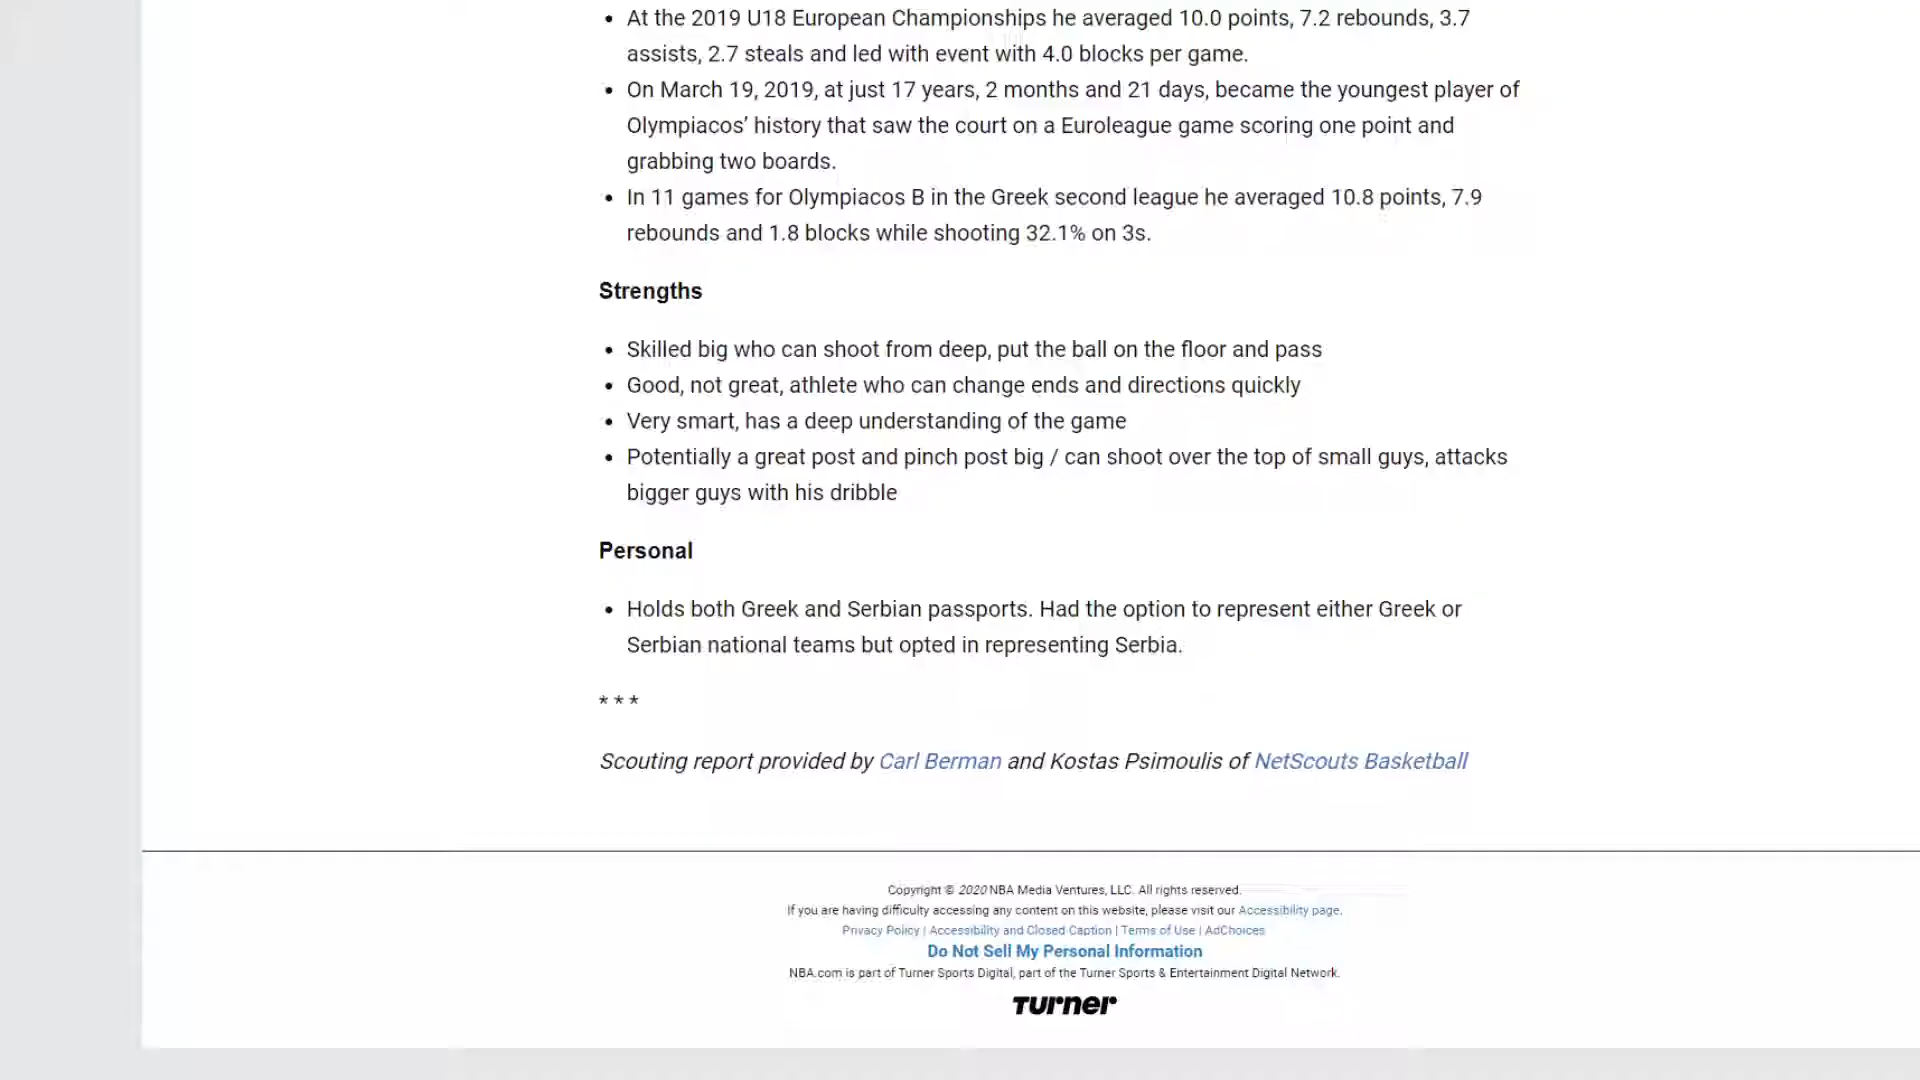 • At the 2019 U18 European Championships he averaged 10.0 points, 7.2 rebounds, 3.7
assists, 2.7 steals and led with event with 4.0 blocks per game.
• On March 19, 2019, at just 17 years, 2 months and 21 days, became the youngest player of
Olympiacos’ history that saw the court on a Euroleague game scoring one point and
grabbing two boards.
• In 11 games for Olympiacos B in the Greek second league he averaged 10.8 points, 7.9
rebounds and 1.8 blocks while shooting 32.1% on 3s.
Strengths
• Skilled big who can shoot from deep, put the ball on the floor and pass
• Good, not great, athlete who can change ends and directions quickly
• Very smart, has a deep understanding of the game
• Potentially a great post and pinch post big / can shoot over the top of small guys, attacks
bigger guys with his dribble
Personal
• Holds both Greek and Serbian passports. Had the option to represent either Greek or
Serbian national teams but opted in representing Serbia.
* * *
Scouting report provided by Carl Berman and Kostas Psimoulis of NetScouts Basketball
Copyright © 2020 NBA Media Ventures, LLC. All rights reserved.
If you are having difficulty accessing any content on this website, please visit our Accessibility page.
Privacy Policy | Accessibility and Closed Caption | Terms of Use | AdChoices
Do Not Sell My Personal Information
NBA.com is part of Turner Sports Digital, part of the Turner Sports & Entertainment Digital Network.
Turner